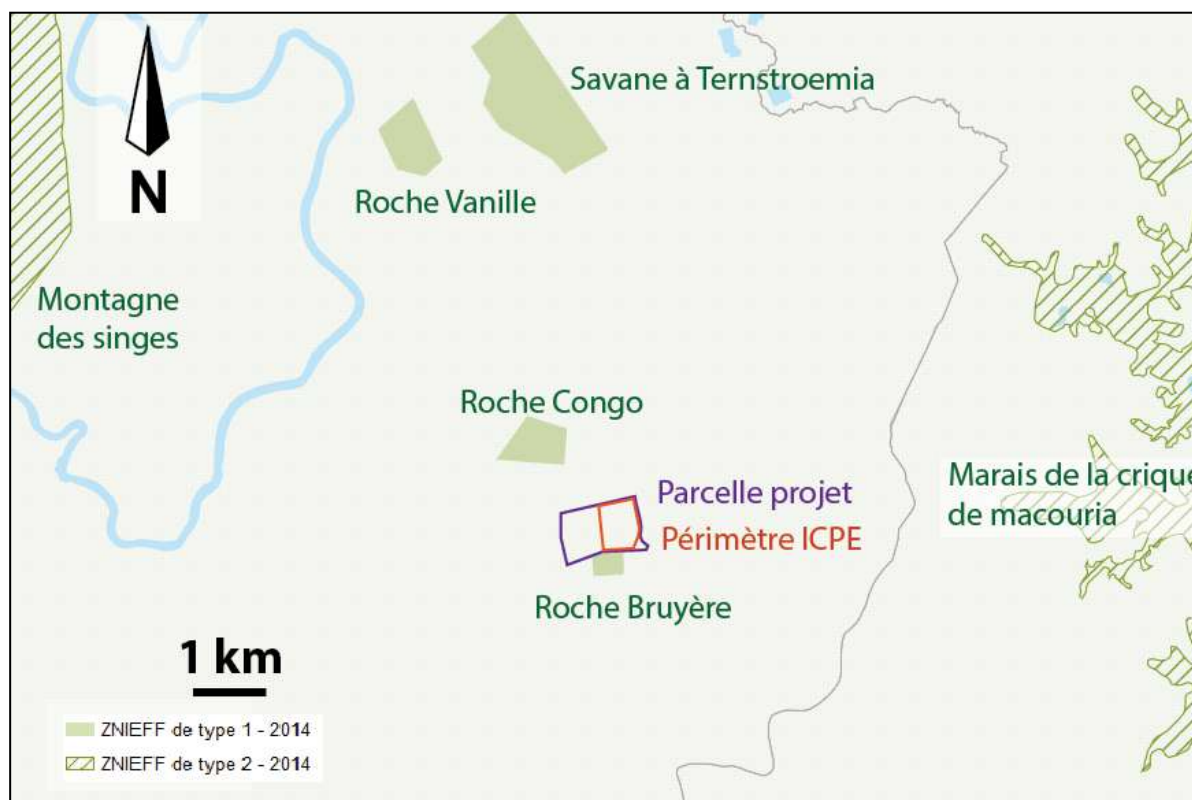 Savane à Ternstroemia
N
Roche Vanille
Montagne
des singes
Roche Congo
Parcelle projet
Marais de la crique
de macouria
Périmètre ICPE
Roche Bruyère
1 km
ZNIEFF de type 1 - 2014
ZNIEFF de type 2 - 2014